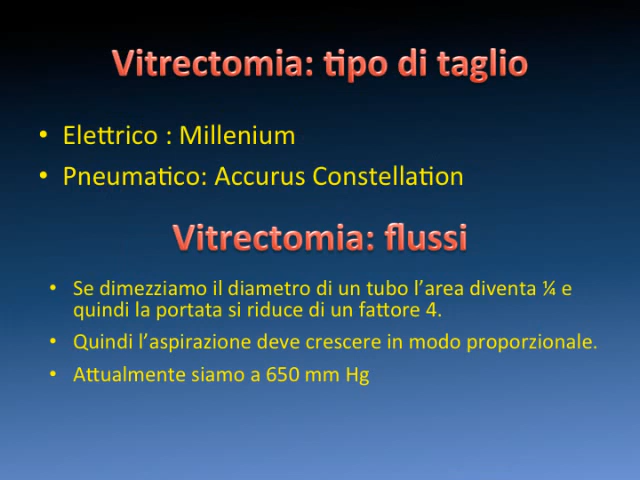 Vitrectomia: tipo di taglio
• Elettrico : Millenium
• Pneumatico: Accurus Constellation
Vitrectomia: flussi
• Se dimezziamo il diametro di un tubo l’area diventa ¼ e
quindi la portata si riduce di un fattore 4.
• Quindi l’aspirazione deve crescere in modo proporzionale.
• Attualmente siamo a 650 mm Hg